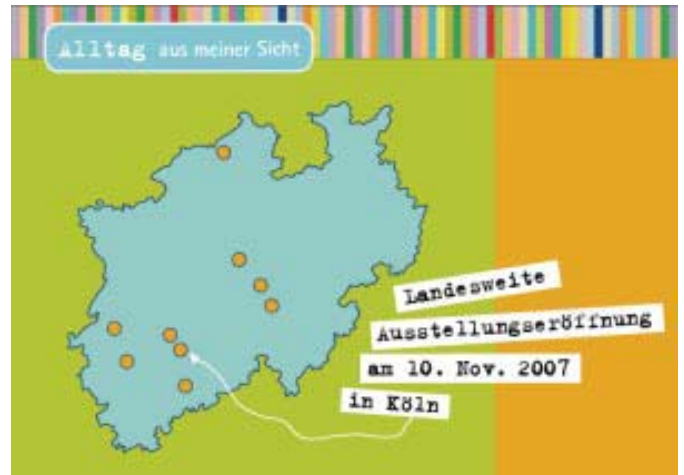 Alltag aus meiner Sicht
Landesweite
Ausstellungseröffnung
am 10. Nov. 2007
in Köln